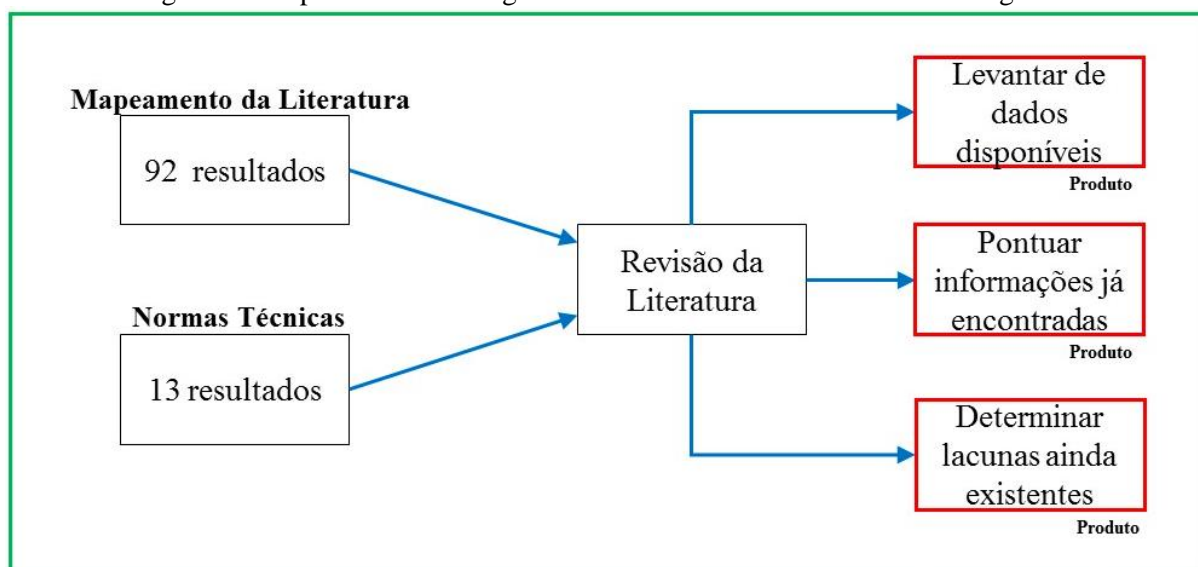 Mapeamento da Literatura
92 resultados
Normas Técnicas
13 resultados
Revisão da
Literatura
Levantar de
dados
disponíveis
Produto
Pontuar
informações já
encontradas
Produto
Determinar
lacunas ainda
existentes
Produto